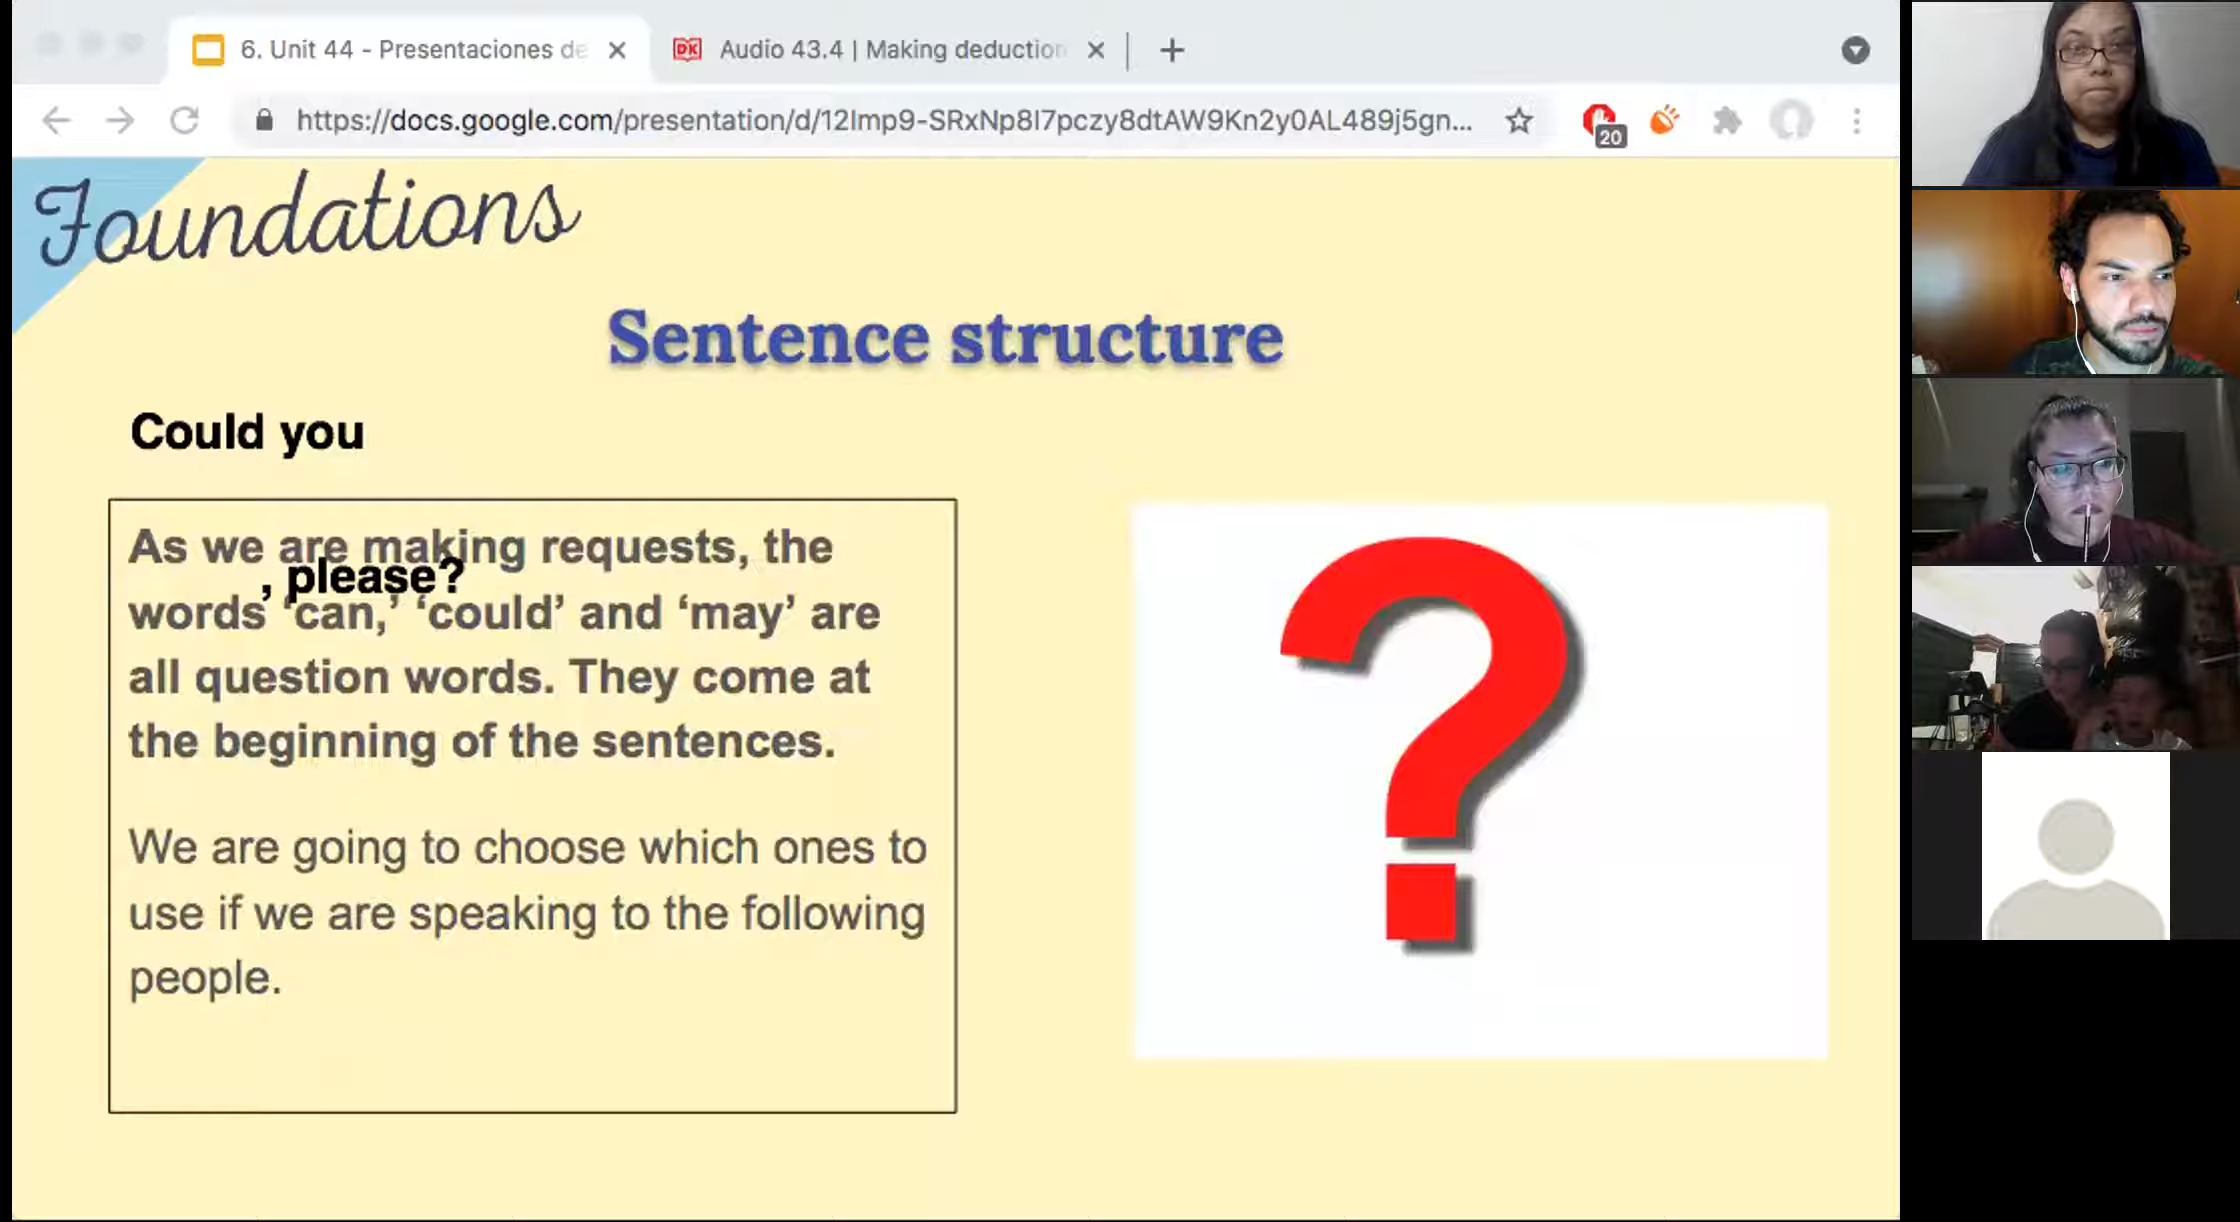 6. Unit 44 - Presentaciones de
Audio 43.4 | Making deduction
https://docs.google.com/presentation/d/12Imp9-SRxNp8I7pczy8dtAW9Kn2y0AL489j5gn...
20
Foundations
Sentence structure
Could you
As we are making requests, the
, please?
words ‘can,’ ‘could’ and ‘may’ are
all question words. They come at
the beginning of the sentences.
We are going to choose which ones to
use if we are speaking to the following
people.